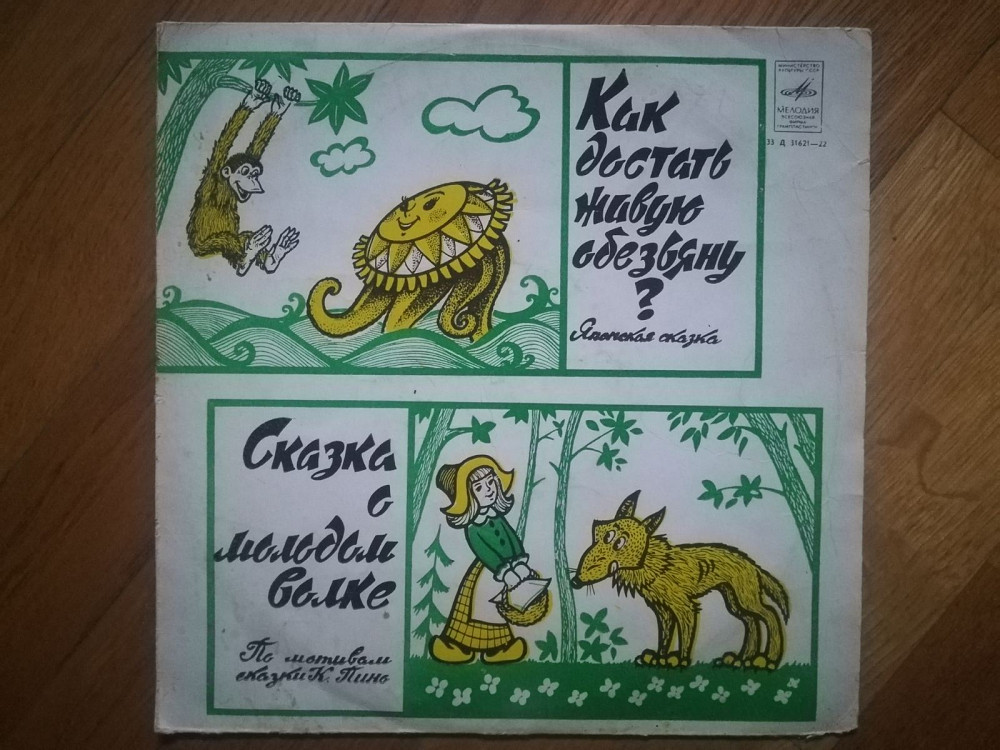 Как
достать
живую
обезьяну
?
Японская сказка
МИНИСТЕРСТВО
КУЛЬТУРЫ СССР
МЕЛОДИЯ
ВСЕСОЮЗНАЯ
ФИРМА
ГРАМПЛАСТИНОК
33 Д 31621—22
Сказка
о
молодом
волке
По мотивам
сказки К. Пино